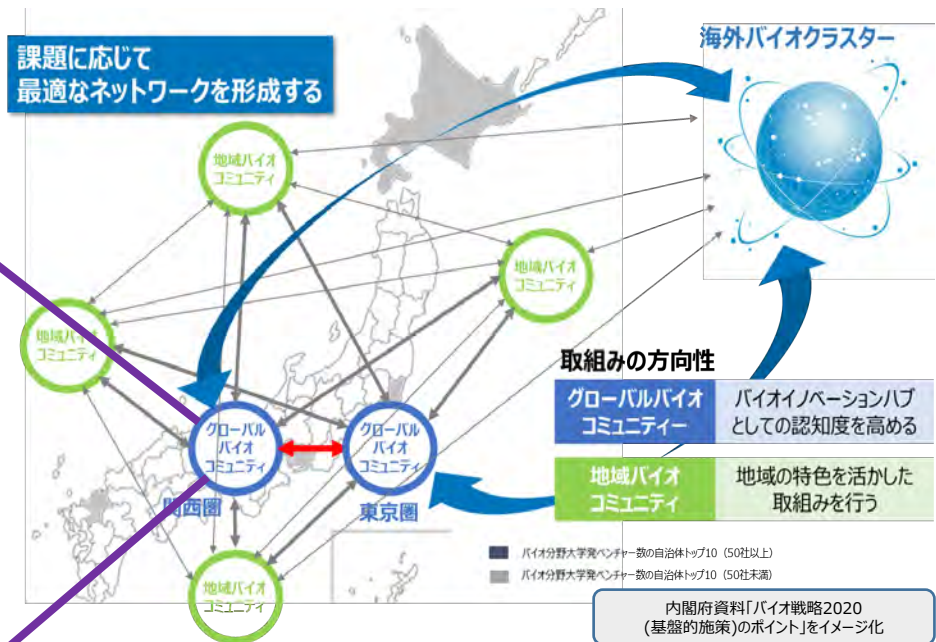 課題に応じて
最適なネットワークを形成する
海外バイオクラスター
地域バイオ
コミュニティ
地域バイオ
コミュニティ
地域バイオ
コミュニティ
グローバル
バイオ
コミュニティ
関西圏
グローバル
バイオ
コミュニティ
東京圏
地域バイオ
コミュニティ
取組みの方向性
グローバルバイオ
コミュニティー
バイオイノベーションハブ
としての認知度を高める
地域バイオ
コミュニティ
地域の特色を活かした
取組みを行う
バイオ分野大学発ベンチャー数の自治体トップ10（50社以上）
バイオ分野大学発ベンチャー数の自治体トップ10（50社未満）
内閣府資料「バイオ戦略2020
(基盤的施策)のポイント」をイメージ化